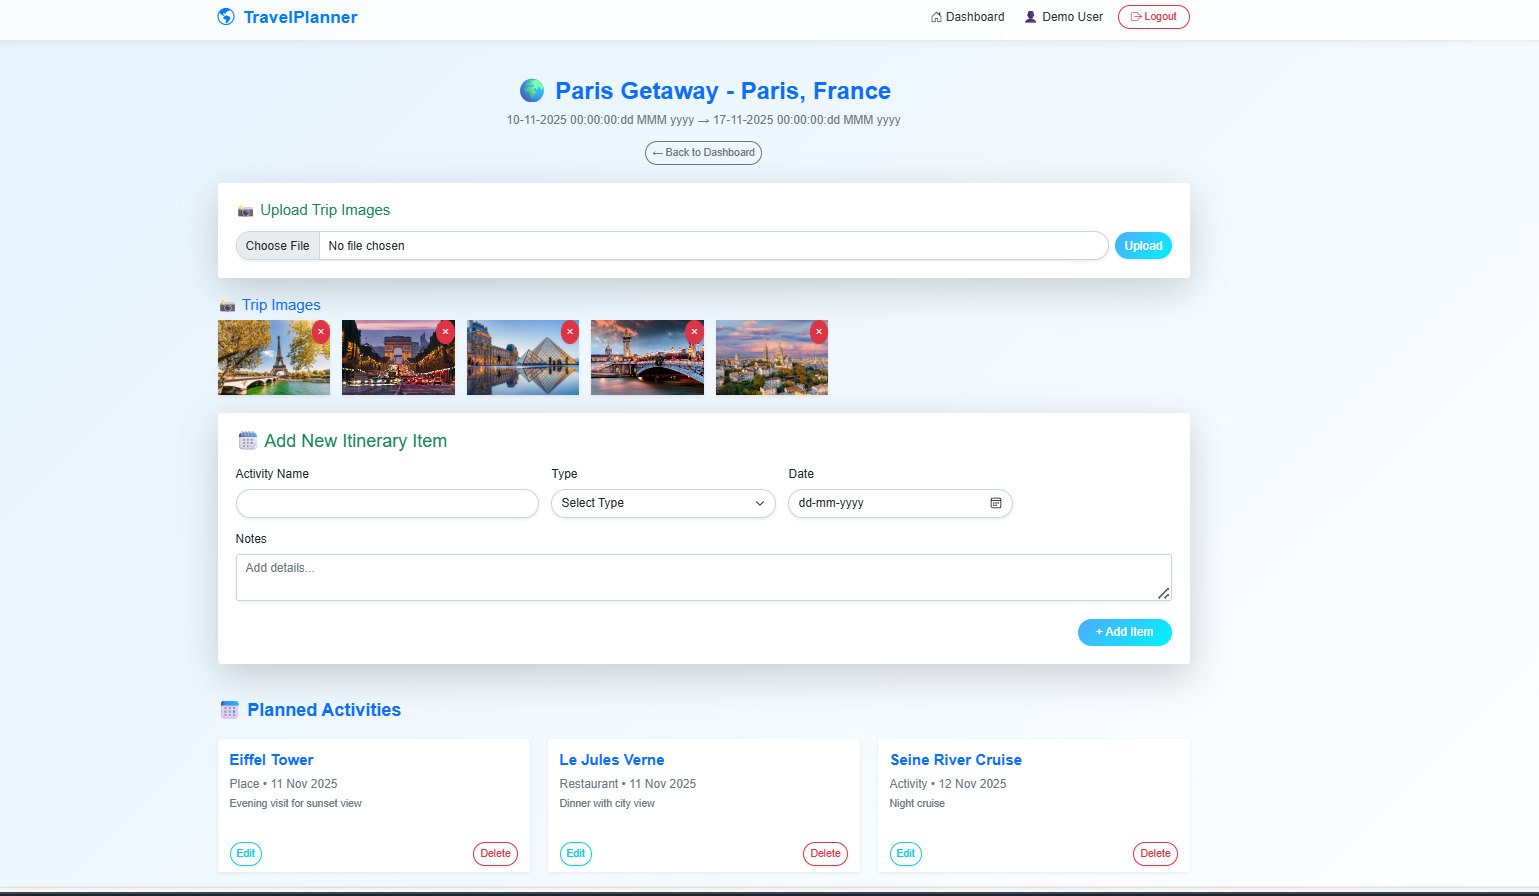 TravelPlanner
Dashboard
Demo User
Logout
Paris Getaway - Paris, France
10-11-2025 00:00:00:dd MMM yyyy → 17-11-2025 00:00:00:dd MMM yyyy
← Back to Dashboard
Upload Trip Images
Choose File No file chosen
Upload
Trip Images
× × × × ×
Add New Itinerary Item
Activity Name Type Date
Select Type dd-mm-yyyy
Notes
Add details...
+ Add Item
Planned Activities
Eiffel Tower
Place • 11 Nov 2025
Evening visit for sunset view
Edit Delete
Le Jules Verne
Restaurant • 11 Nov 2025
Dinner with city view
Edit Delete
Seine River Cruise
Activity • 12 Nov 2025
Night cruise
Edit Delete